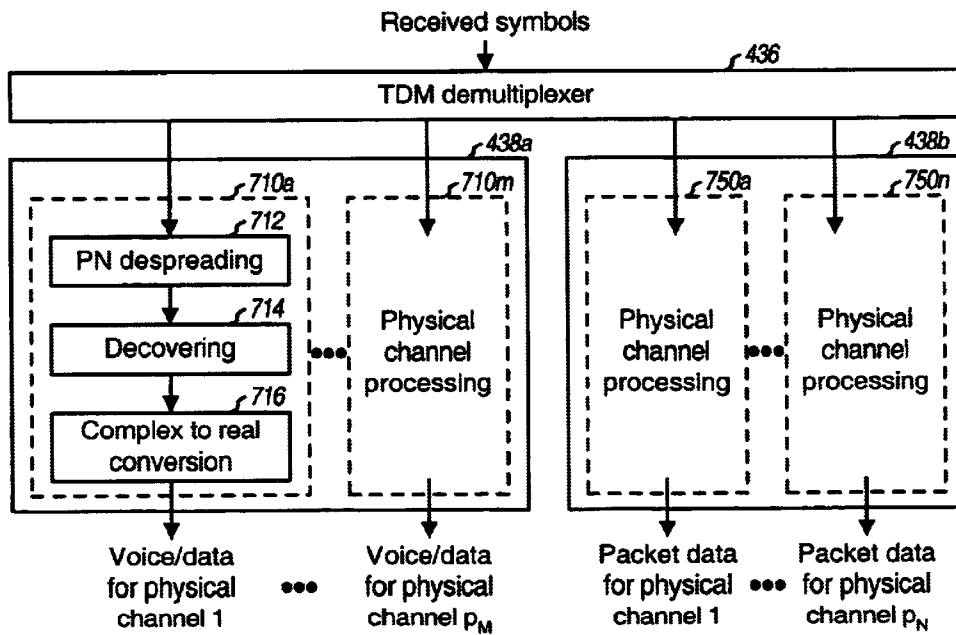 Received symbols
436
TDM demultiplexer
438a
438b
710a
710m
750a
750n
712
PN despreading
714
Decovering
716
Complex to real
conversion
Physical
channel
processing
Physical
channel
processing
Physical
channel
processing
Voice/data
for physical
channel 1
Voice/data
for physical
channel pM
Packet data
for physical
channel 1
Packet data
for physical
channel pN